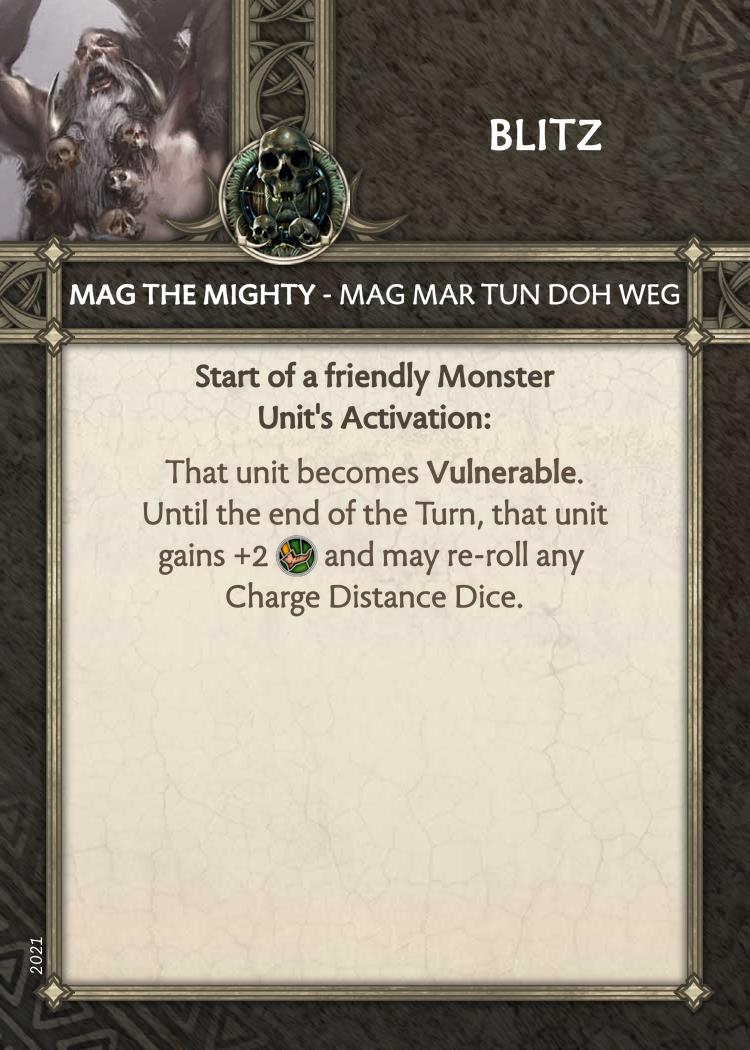 BLITZ
MAG THE MIGHTY - MAG MAR TUN DOH WEG
Start of a friendly Monster
Unit's Activation:
That unit becomes Vulnerable.
Until the end of the Turn, that unit
gains +2 and may re-roll any
Charge Distance Dice.
2021